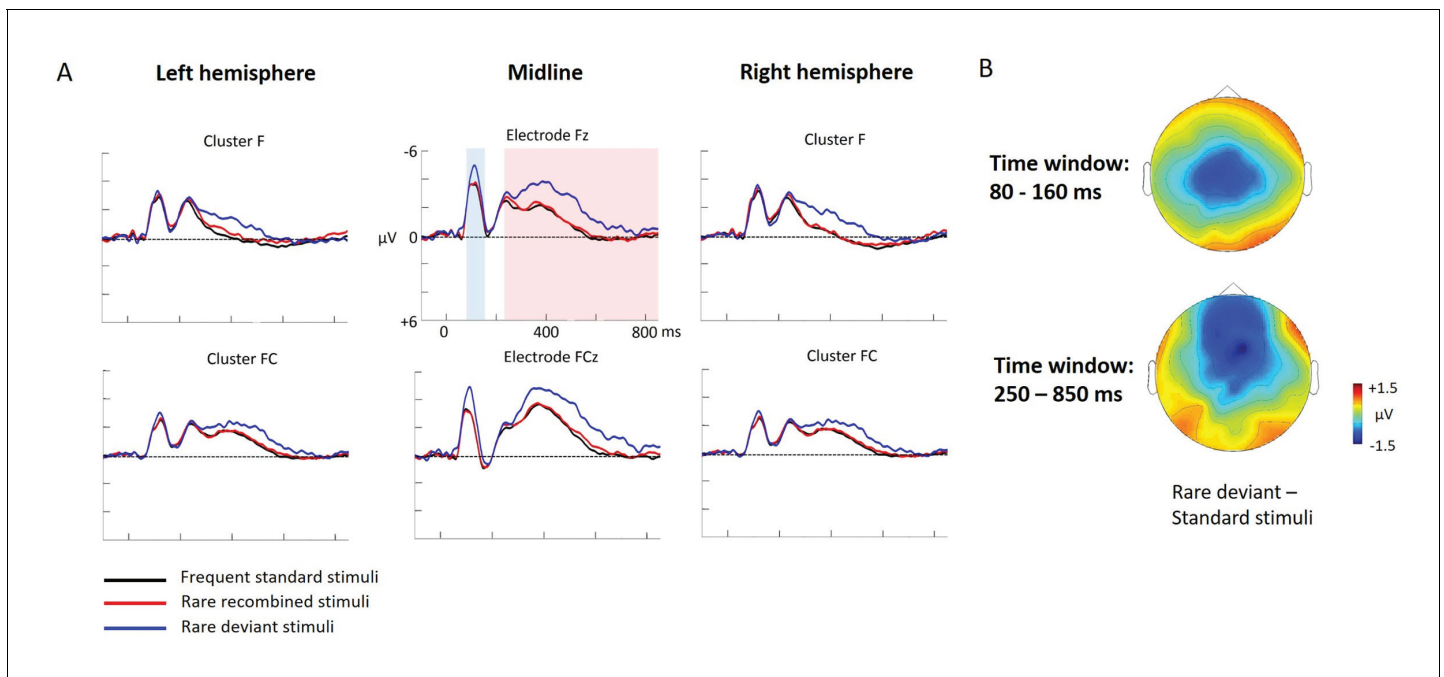 A
Left hemisphere
Midline
Right hemisphere
Cluster F
Electrode Fz
Cluster F
-6
μV
0
+6
0
400
800 ms
Cluster FC
Electrode FCz
Cluster FC
Frequent standard stimuli
Rare recombined stimuli
Rare deviant stimuli
B
Time window:
80 - 160 ms
Time window:
250 – 850 ms
+1.5
μV
-1.5
Rare deviant –
Standard stimuli